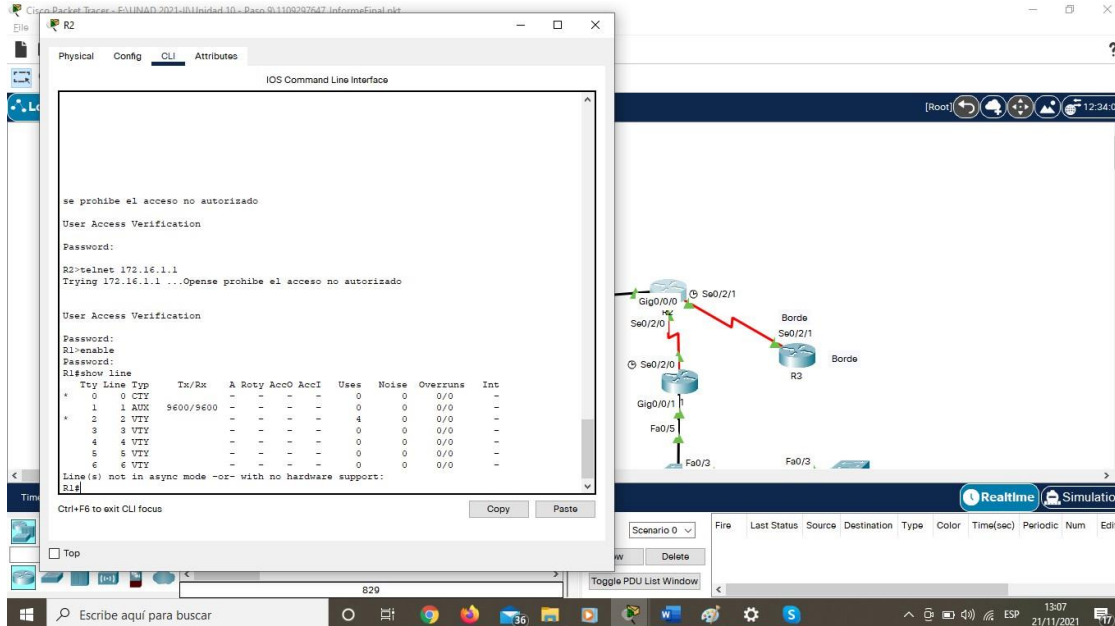 Cisco Packet Tracer - E:\UNAD 2021-II\Unidad 10 - Paso 9\1109297647_InformeFinal.pkt
File
R2
Physical Config CLI Attributes
IOS Command Line Interface
[Root] 12:34:0
se prohibe el acceso no autorizado
User Access Verification
Password:
R2>telnet 172.16.1.1
Trying 172.16.1.1 ...Opense prohibe el acceso no autorizado
User Access Verification
Password:
R1>enable
Password:
R1#show line
Tty Line Typ Tx/Rx A Roty AccO AccI Uses Noise Overruns Int
* 0 0 CTY - - - - 0 0 0/0 -
1 1 AUX 9600/9600 - - - - 0 0 0/0 -
* 2 2 VTY - - - - 4 0 0/0 -
3 3 VTY - - - - 0 0 0/0 -
4 4 VTY - - - - 0 0 0/0 -
5 5 VTY - - - - 0 0 0/0 -
6 6 VTY - - - - 0 0 0/0 -
Line(s) not in async mode -or- with no hardware support:
R1#
Ctrl+F6 to exit CLI focus
Copy Paste
Top
Gig0/0/0
Se0/2/1
Se0/2/0
Borde
Se0/2/1
Borde
R3
Se0/2/0
Gig0/0/1
Fa0/5
Fa0/3
Fa0/3
Realtime Simulatio
Scenario 0
Delete
Toggle PDU List Window
Fire Last Status Source Destination Type Color Time(sec) Periodic Num Edi
829
Escribe aquí para buscar
36
ESP
13:07
21/11/2021